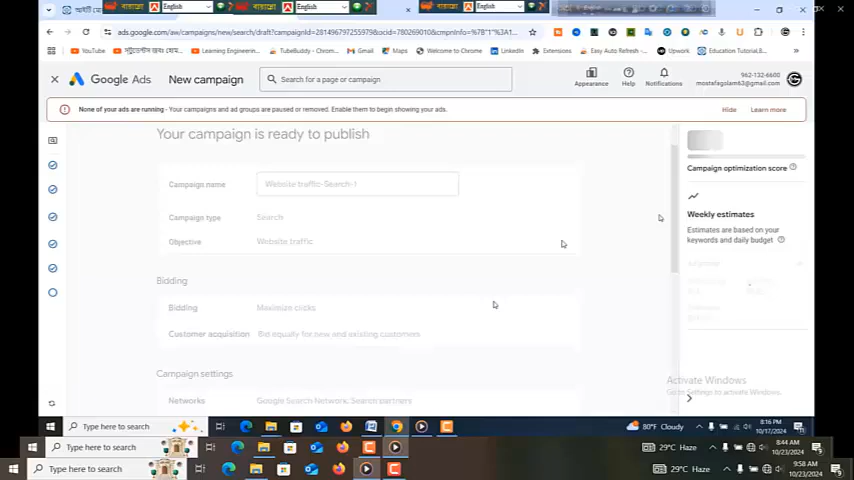 English
English
English
ads.google.com/aw/campaigns/new/search/draft?campaignId=281496797255979&ocid=780269010&cmpnInfo=%7B"1"%3A1...
YouTube
Learning Engineering...
TubeBuddy - Chrom...
Gmail
Maps
Welcome to Chrome
LinkedIn
Extensions
Easy Auto Refresh -...
Upwork
Education Tutorial,B...
Google Ads
New campaign
Search for a page or campaign
Appearance
Help
Notifications
962-132-6600
mostafagolam63@gmail.com
None of your ads are running - Your campaigns and ad groups are paused or removed. Enable them to begin showing your ads.
Hide
Learn more
Your campaign is ready to publish
Campaign name
Website traffic-Search-1
Campaign type
Search
Objective
Website traffic
Bidding
Bidding
Maximize clicks
Customer acquisition
Bid equally for new and existing customers
Campaign settings
Networks
Google Search Network, Search partners
Campaign optimization score
Weekly estimates
Estimates are based on your
keywords and daily budget
Activate Windows
Go to Settings to activate Windows.
Type here to search
80°F Cloudy
8:16 PM
10/17/2024
Type here to search
29°C Haze
8:44 AM
10/23/2024
Type here to search
29°C Haze
9:58 AM
10/23/2024